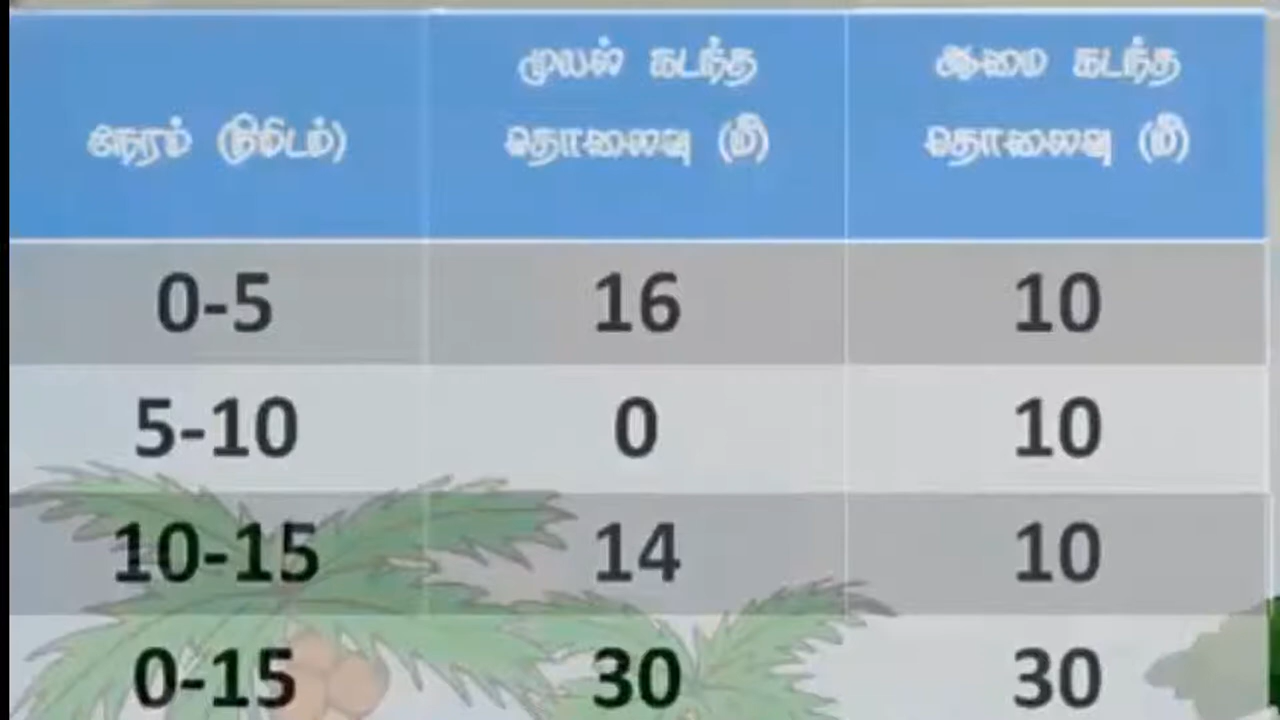 நேரம் (நிமிடம்)
முயல் கடந்த
தொலைவு (மீ)
ஆமை கடந்த
தொலைவு (மீ)
0-5 16 10
5-10 0 10
10-15 14 10
0-15 30 30